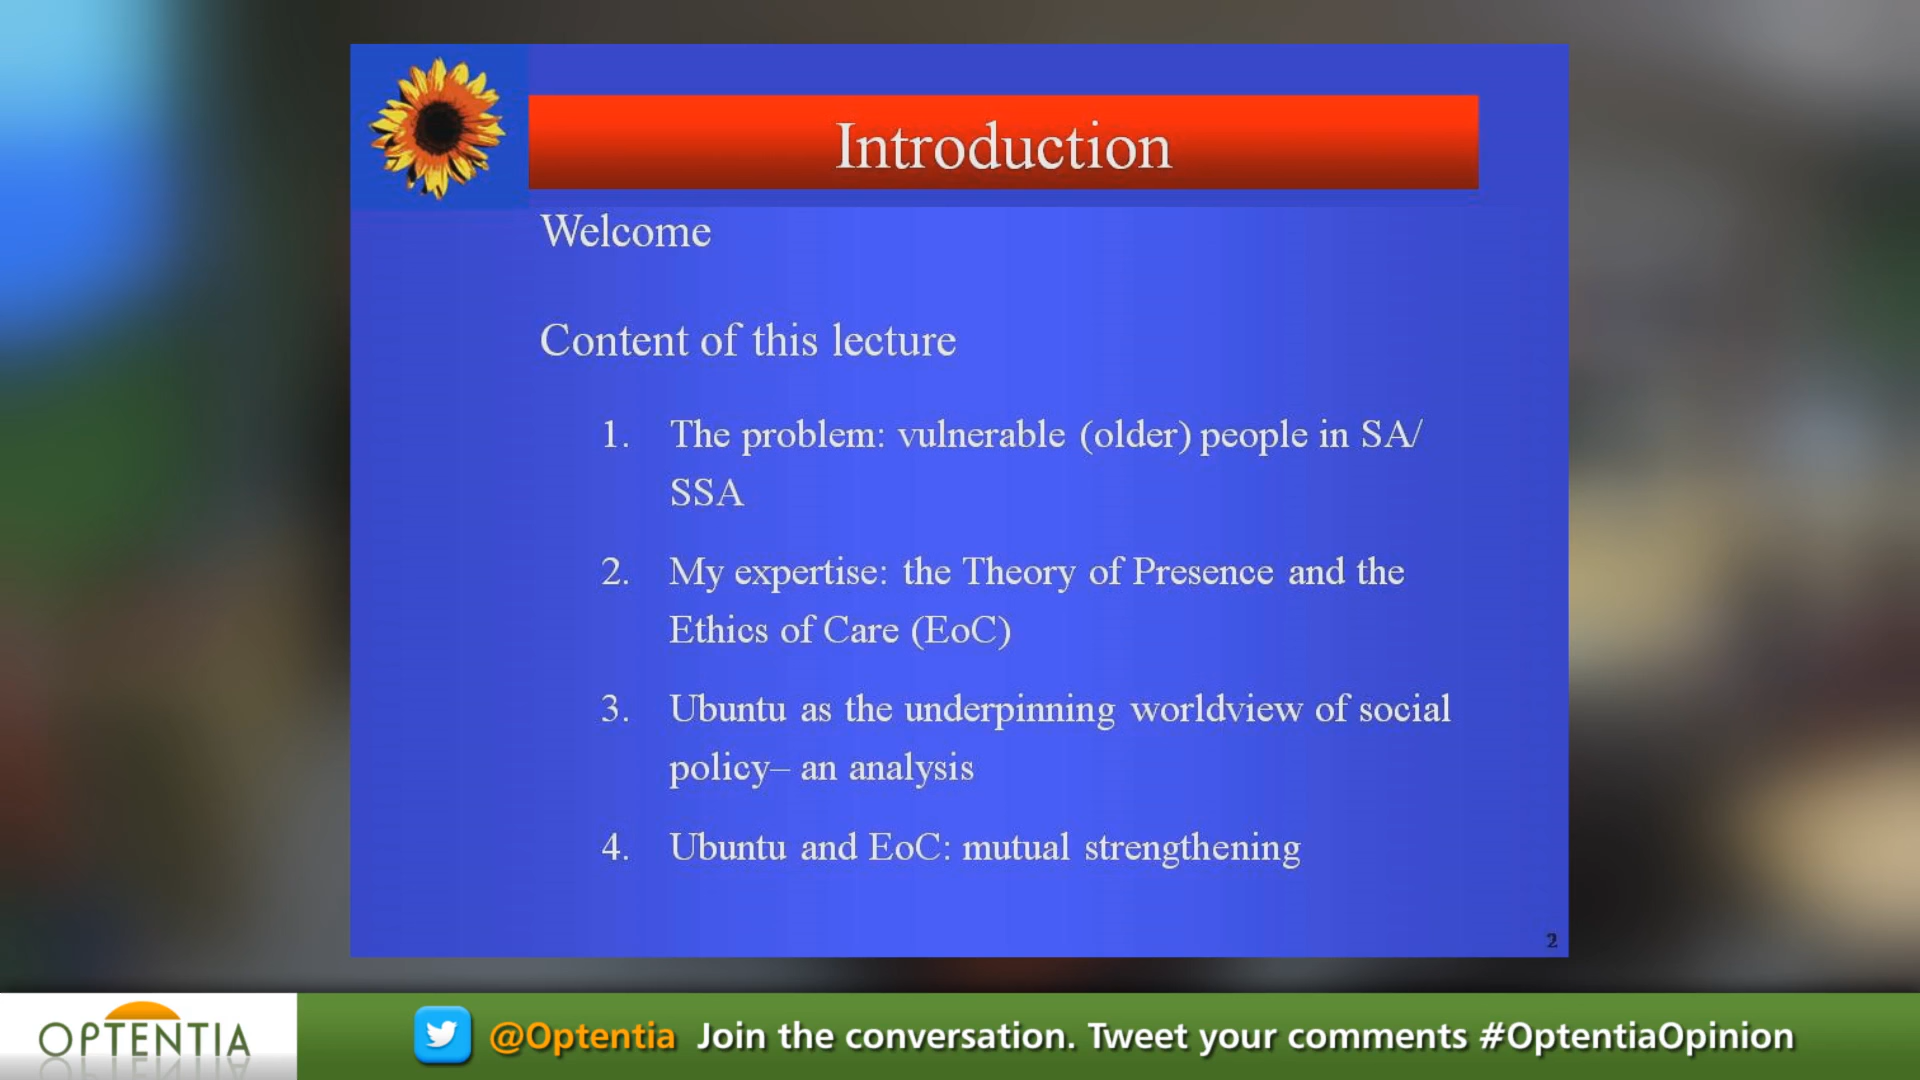 Introduction
Welcome
Content of this lecture
1. The problem: vulnerable (older) people in SA/
SSA
2. My expertise: the Theory of Presence and the
Ethics of Care (EoC)
3. Ubuntu as the underpinning worldview of social
policy– an analysis
4. Ubuntu and EoC: mutual strengthening
2
OPTENTIA
@Optentia Join the conversation. Tweet your comments #OptentiaOpinion